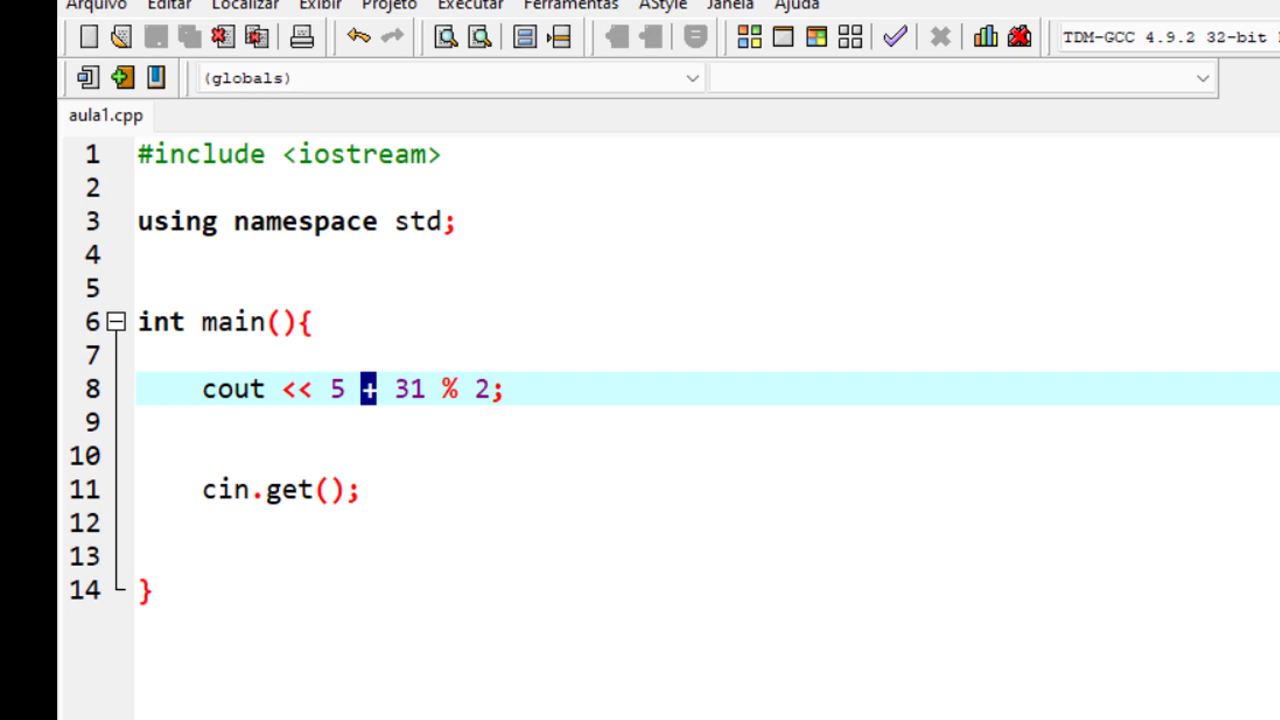 Arquivo Editar Localizar Exibir Projeto Executar Ferramentas AStyle Janela Ajuda
TDM-GCC 4.9.2 32-bit
(globals)
aula1.cpp
1 #include <iostream>
2
3 using namespace std;
4
5
6 int main(){
7
8 cout << 5 + 31 % 2;
9
10
11 cin.get();
12
13
14 }